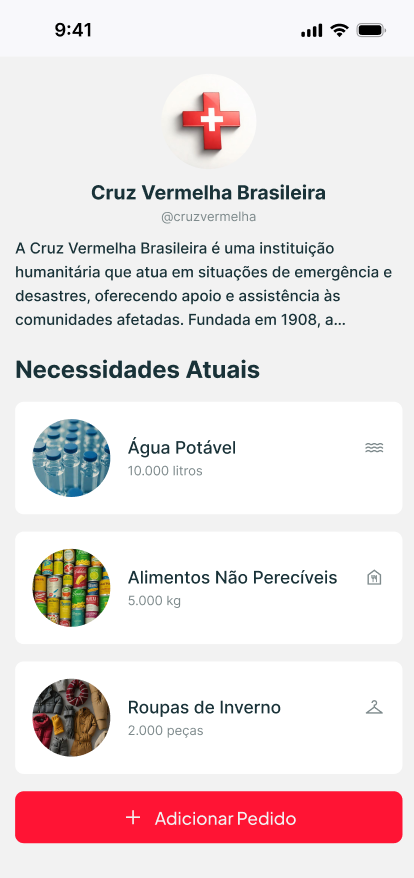 9:41
Cruz Vermelha Brasileira
@cruzvermelha
A Cruz Vermelha Brasileira é uma instituição
humanitária que atua em situações de emergência e
desastres, oferecendo apoio e assistência às
comunidades afetadas. Fundada em 1908, a...
Necessidades Atuais
Água Potável
10.000 litros
Alimentos Não Perecíveis
5.000 kg
Roupas de Inverno
2.000 peças
+ Adicionar Pedido